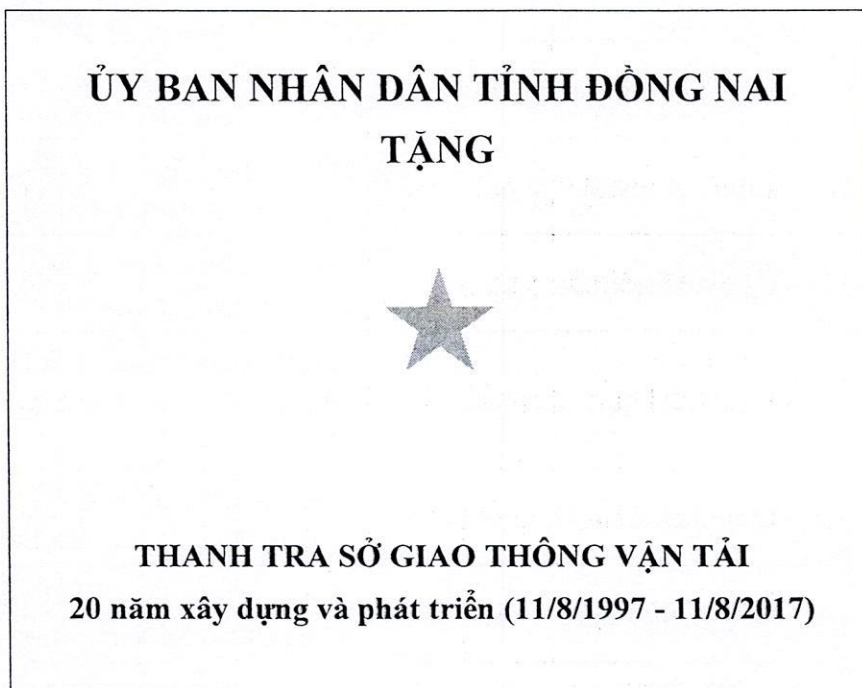 ỦY BAN NHÂN DÂN TỈNH ĐỒNG NAI
TẶNG
THANH TRA SỞ GIAO THÔNG VẬN TẢI
20 năm xây dựng và phát triển (11/8/1997 - 11/8/2017)